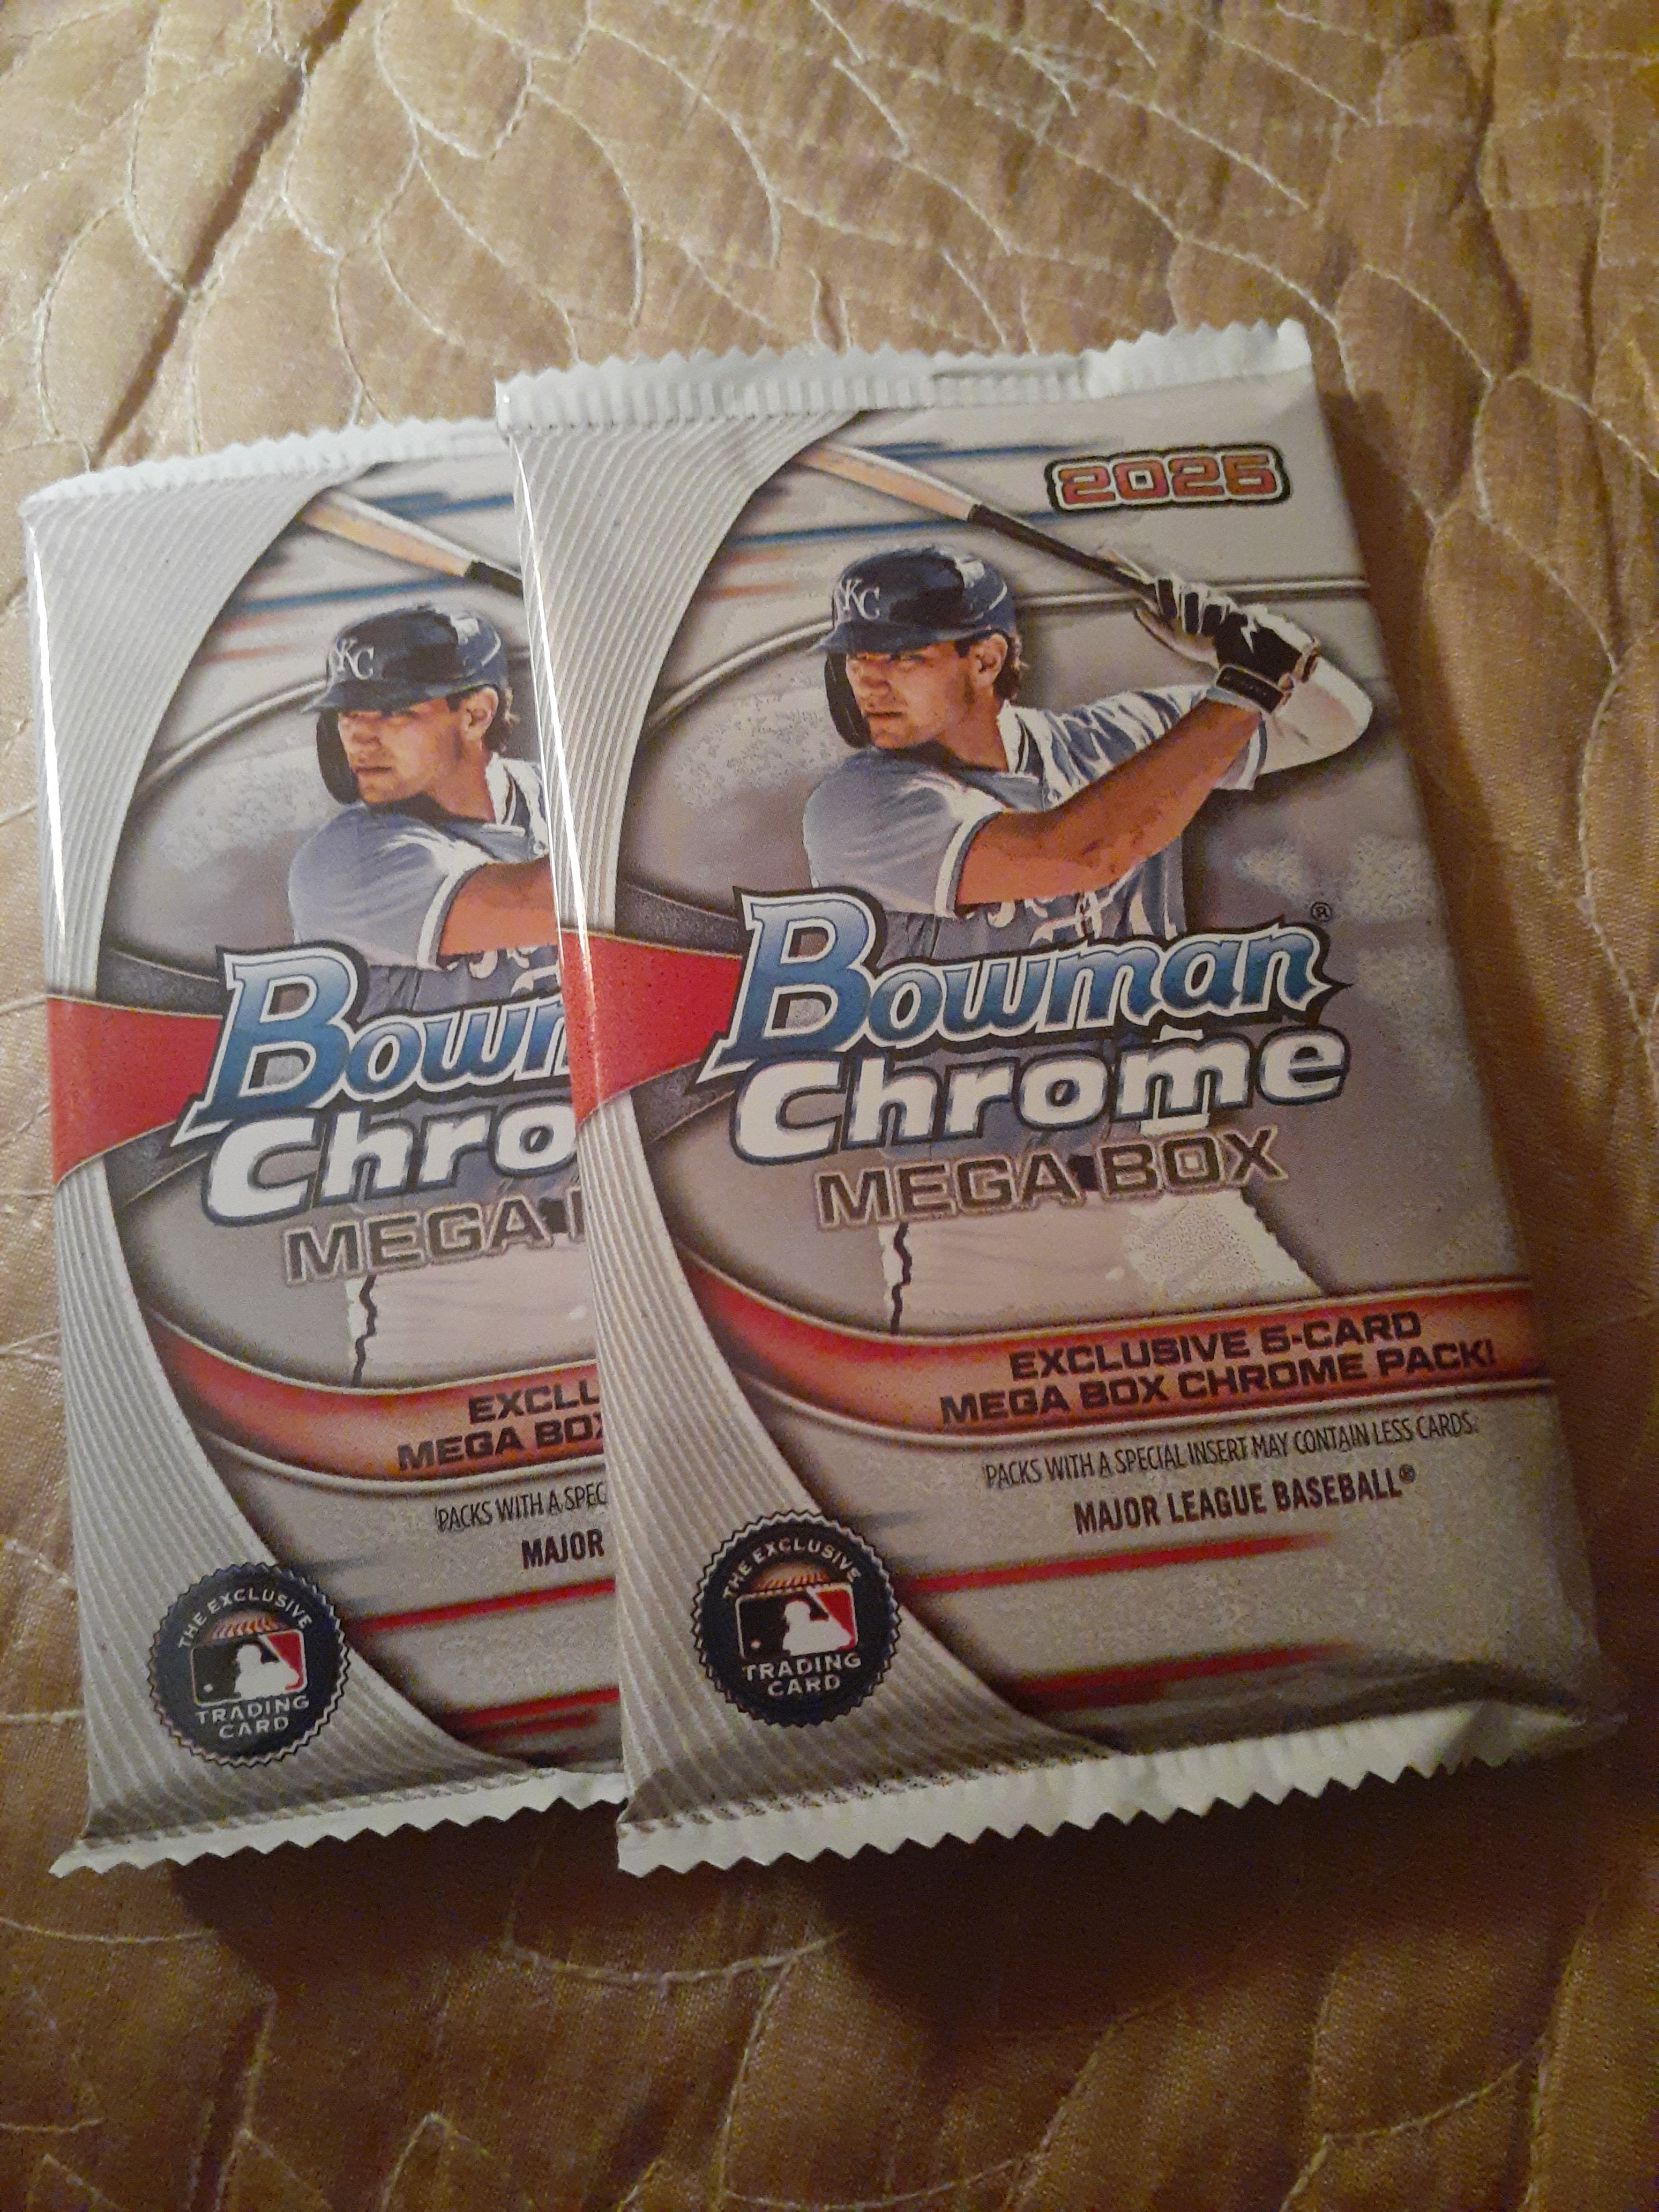 KC
Bown
Chro
MEGA
EXCLU
MEGA BOX
PACKS WITH A SPEC
MAJOR
THE EXCLUSIVE
TRADING
CARD
2025
KC
Bowman®
Chrome
MEGA BOX
EXCLUSIVE 5-CARD
MEGA BOX CHROME PACK!
PACKS WITH A SPECIAL INSERT MAY CONTAIN LESS CARDS.
MAJOR LEAGUE BASEBALL®
THE EXCLUSIVE
TRADING
CARD